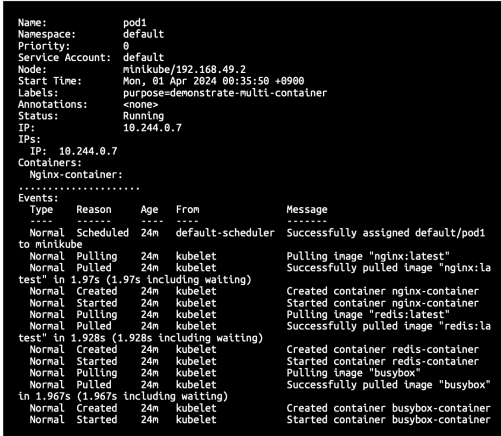 Name: pod1
Namespace: default
Priority: 0
Service Account: default
Node: minikube/192.168.49.2
Start Time: Mon, 01 Apr 2024 00:35:50 +0900
Labels: purpose=demonstrate-multi-container
Annotations: <none>
Status: Running
IP: 10.244.0.7
IPs:
IP: 10.244.0.7
Containers:
Nginx-container:
.....................
Events:
Type Reason Age From Message
---- ------ ---- ---- -------
Normal Scheduled 24m default-scheduler Successfully assigned default/pod1
to minikube
Normal Pulling 24m kubelet Pulling image "nginx:latest"
Normal Pulled 24m kubelet Successfully pulled image "nginx:la
test" in 1.97s (1.97s including waiting)
Normal Created 24m kubelet Created container nginx-container
Normal Started 24m kubelet Started container nginx-container
Normal Pulling 24m kubelet Pulling image "redis:latest"
Normal Pulled 24m kubelet Successfully pulled image "redis:la
test" in 1.928s (1.928s including waiting)
Normal Created 24m kubelet Created container redis-container
Normal Started 24m kubelet Started container redis-container
Normal Pulling 24m kubelet Pulling image "busybox"
Normal Pulled 24m kubelet Successfully pulled image "busybox"
in 1.967s (1.967s including waiting)
Normal Created 24m kubelet Created container busybox-container
Normal Started 24m kubelet Started container busybox-container